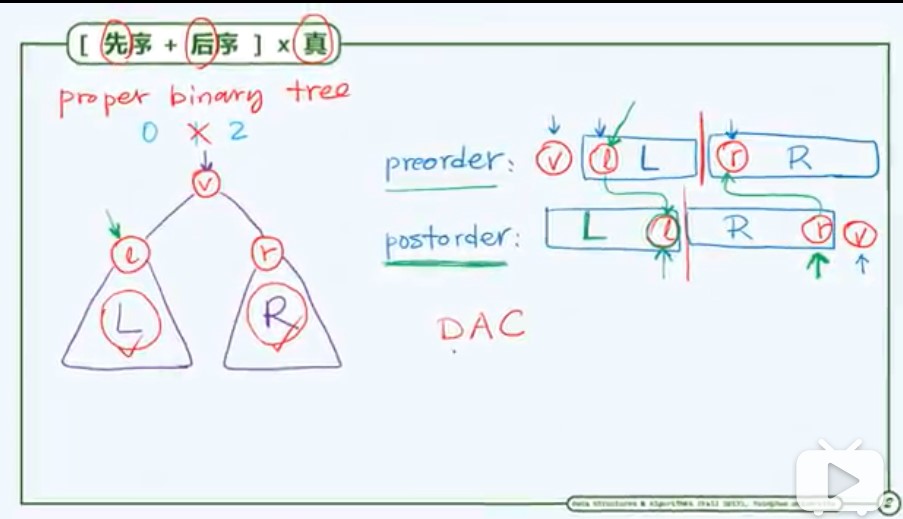 [ 先序 + 后序 ] x 真
proper binary tree
0 1 2
v
l r
L R
preorder: v l L r R
postorder: L l R r v
DAC
Data Structures & Algorithms (Fall 2013), Tsinghua
2